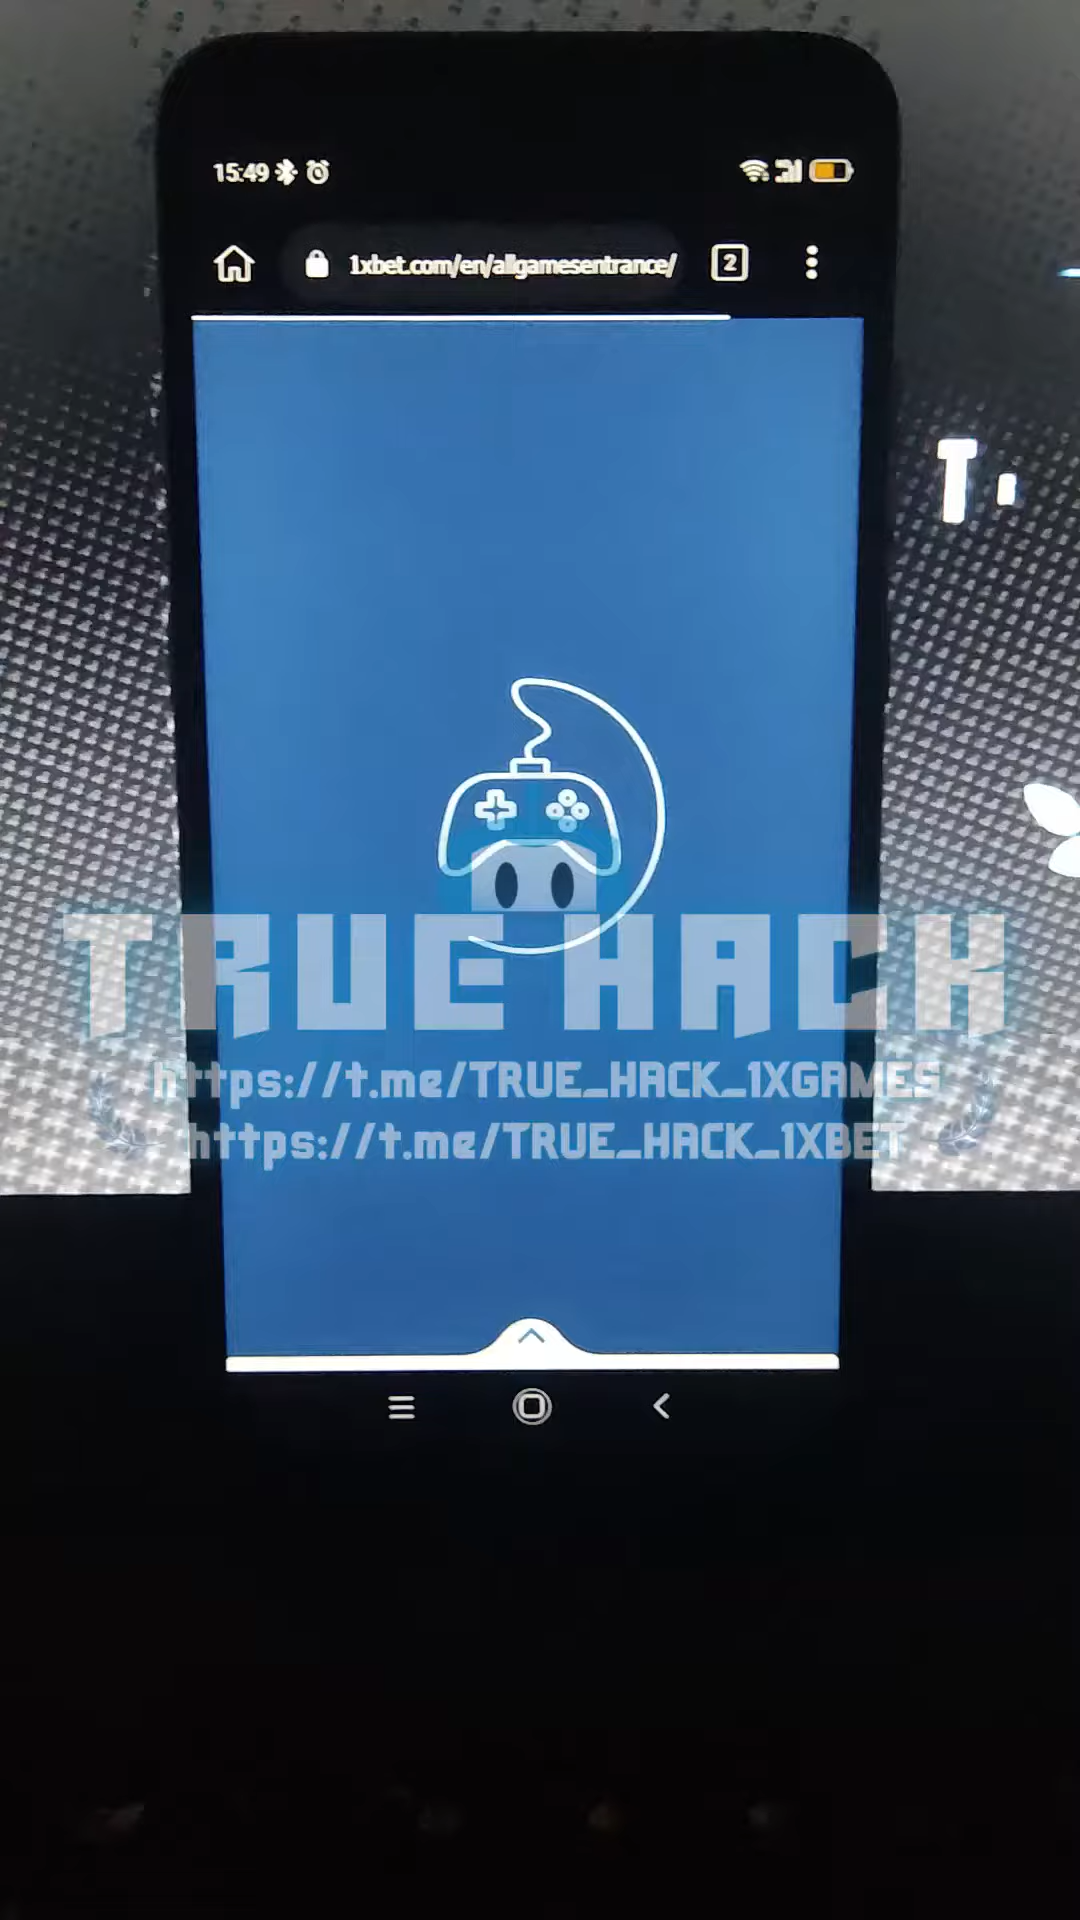 15:49
1xbet.com/en/allgamesentrance/
2
TRUE HACK
https://t.me/TRUE_HACK_1XGAMES
https://t.me/TRUE_HACK_1XBET